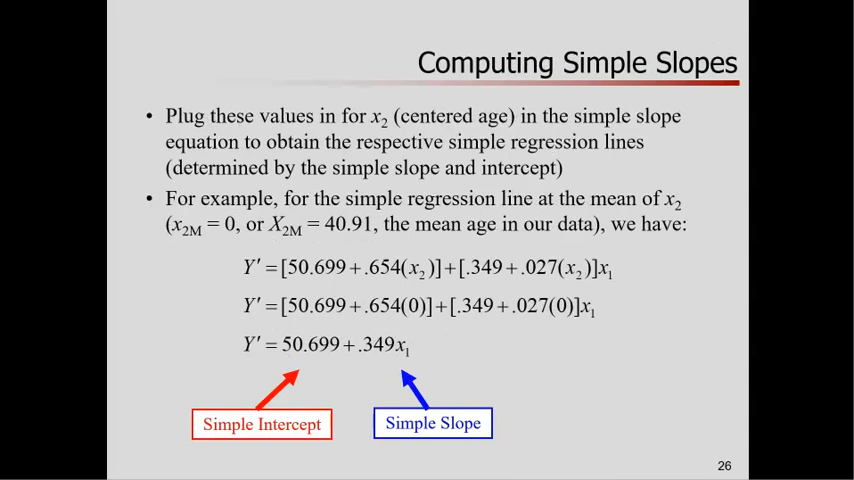 Computing Simple Slopes
• Plug these values in for x₂ (centered age) in the simple slope
equation to obtain the respective simple regression lines
(determined by the simple slope and intercept)
• For example, for the simple regression line at the mean of x₂
(x₂M = 0, or X₂M = 40.91, the mean age in our data), we have:
Y′ = [50.699 + .654(x₂)] + [.349 + .027(x₂)]x₁
Y′ = [50.699 + .654(0)] + [.349 + .027(0)]x₁
Y′ = 50.699 + .349x₁
Simple Intercept
Simple Slope
26